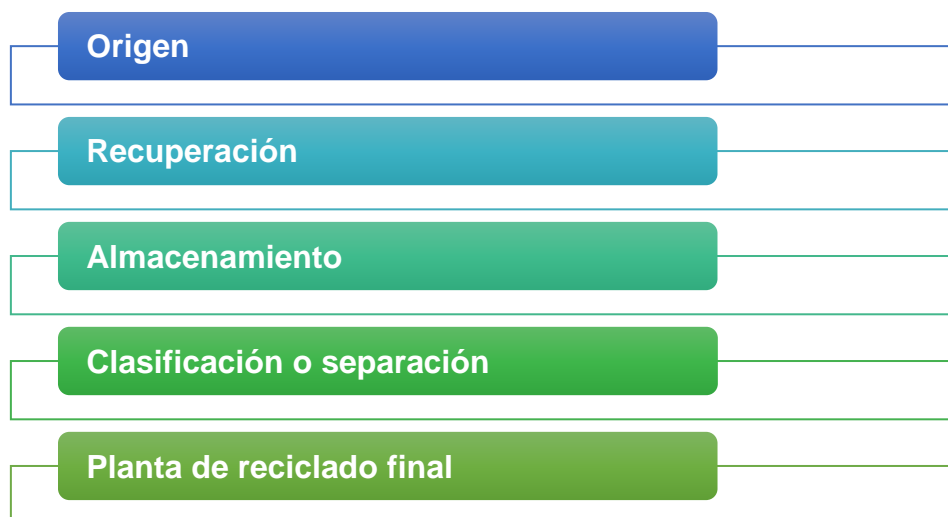 Origen
Recuperación
Almacenamiento
Clasificación o separación
Planta de reciclado final